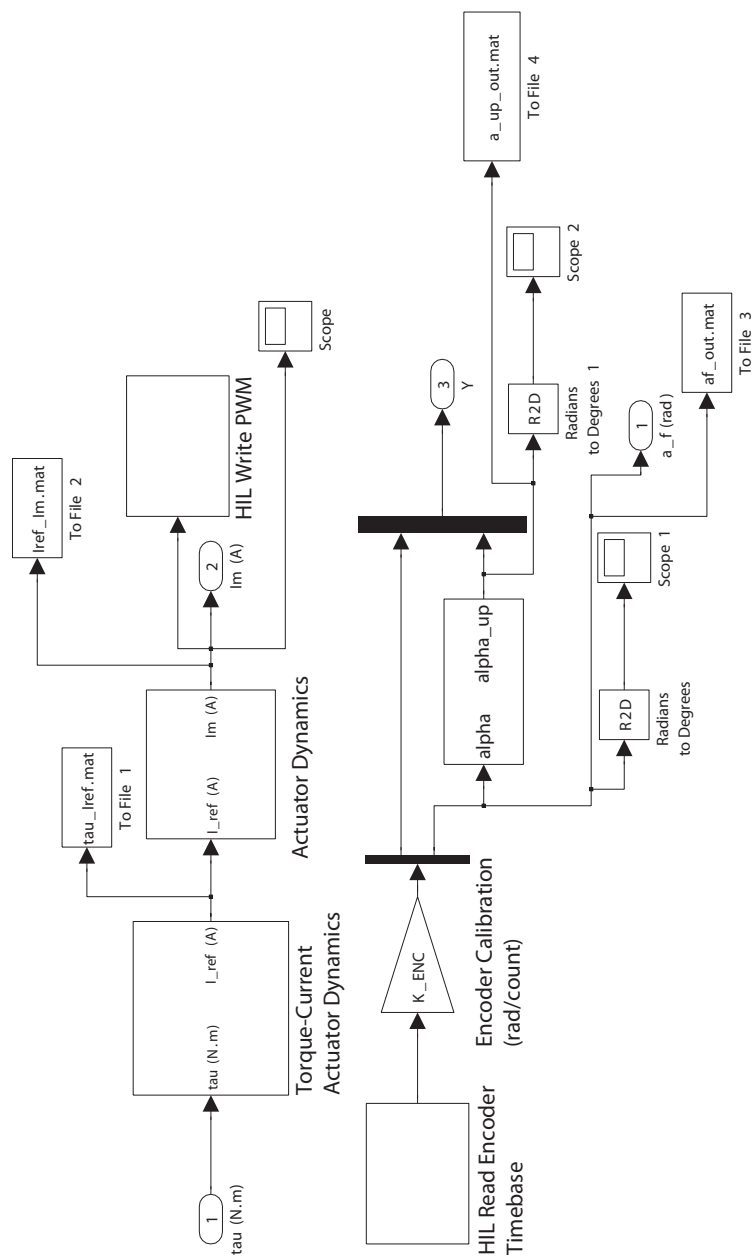 1
tau (N.m)
tau (N.m)
I_ref (A)
Torque-Current
Actuator Dynamics
tau_Iref.mat
To File 1
I_ref (A)
Im (A)
Actuator Dynamics
Iref_Im.mat
To File 2
HIL Write PWM
2
Im (A)
Scope
HIL Read Encoder
Timebase
K_ENC
Encoder Calibration
(rad/count)
alpha
alpha_up
3
Y
R2D
Radians
to Degrees 1
Scope 2
a_up_out.mat
To File 4
R2D
Radians
to Degrees
Scope 1
1
a_f (rad)
af_out.mat
To File 3